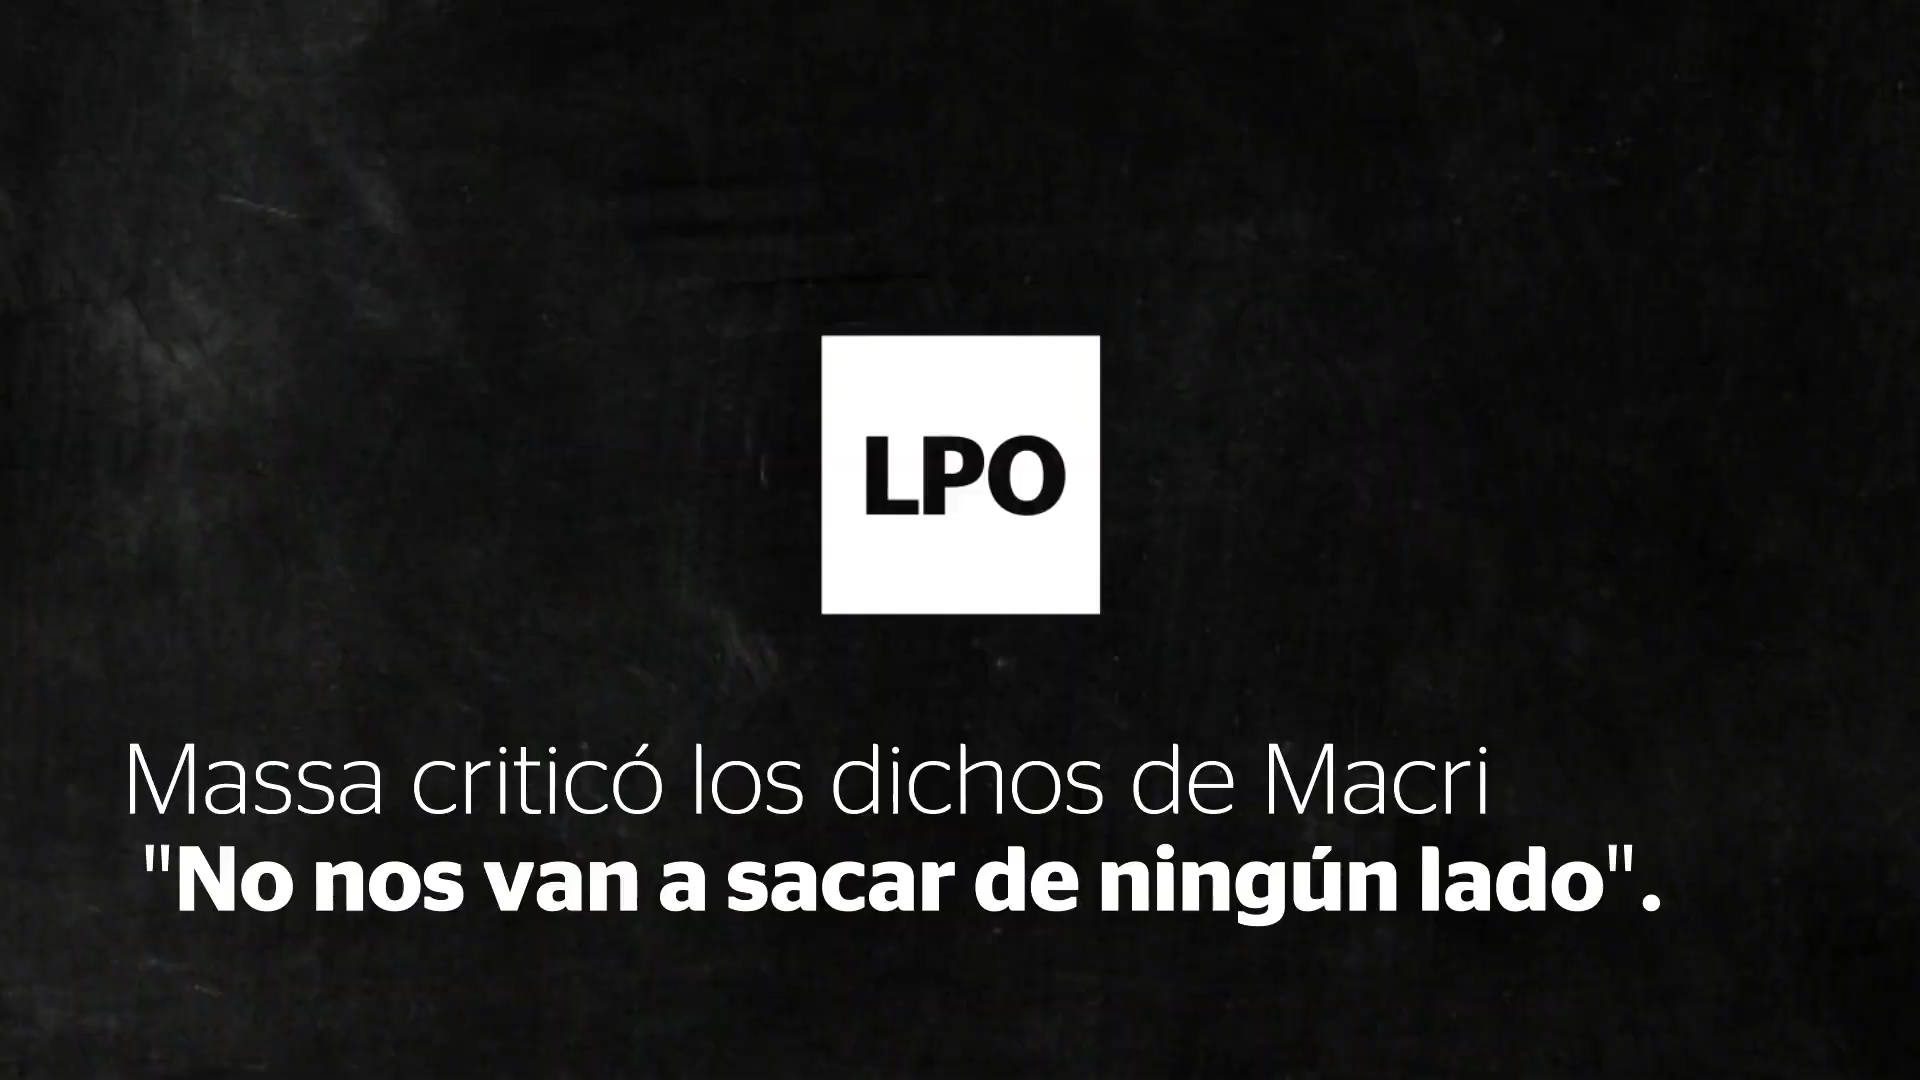 LPO
Massa criticó los dichos de Macri
"No nos van a sacar de ningún lado".